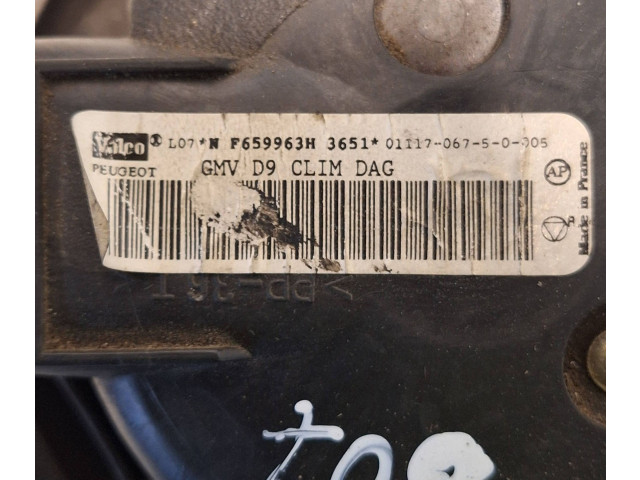 Valeo ® L07*N F659963H 3651* 01117-067-5-0-005
PEUGEOT GMV D9 CLIM DAG
AP
Made in France